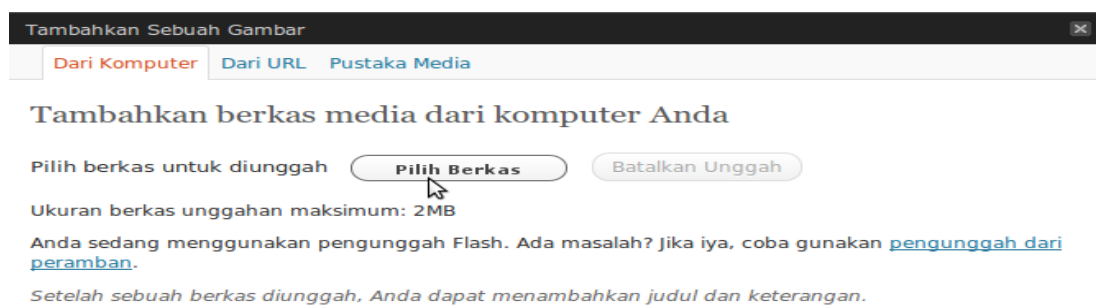 Tambahkan Sebuah Gambar
Dari Komputer Dari URL Pustaka Media
Tambahkan berkas media dari komputer Anda
Pilih berkas untuk diunggah Pilih Berkas Batalkan Unggah
Ukuran berkas unggahan maksimum: 2MB
Anda sedang menggunakan pengunggah Flash. Ada masalah? Jika iya, coba gunakan pengunggah dari
peramban.
Setelah sebuah berkas diunggah, Anda dapat menambahkan judul dan keterangan.